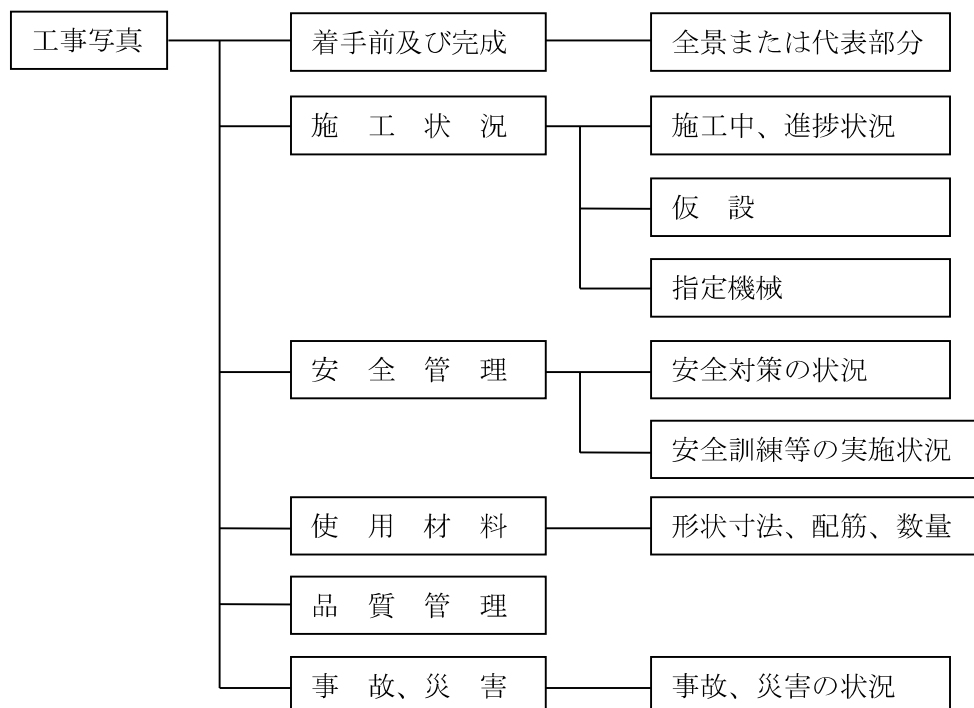 工事写真
着手前及び完成
全景または代表部分
施 工 状 況
施工中、進捗状況
仮 設
指定機械
安 全 管 理
安全対策の状況
安全訓練等の実施状況
使 用 材 料
形状寸法、配筋、数量
品 質 管 理
事 故、災 害
事故、災害の状況